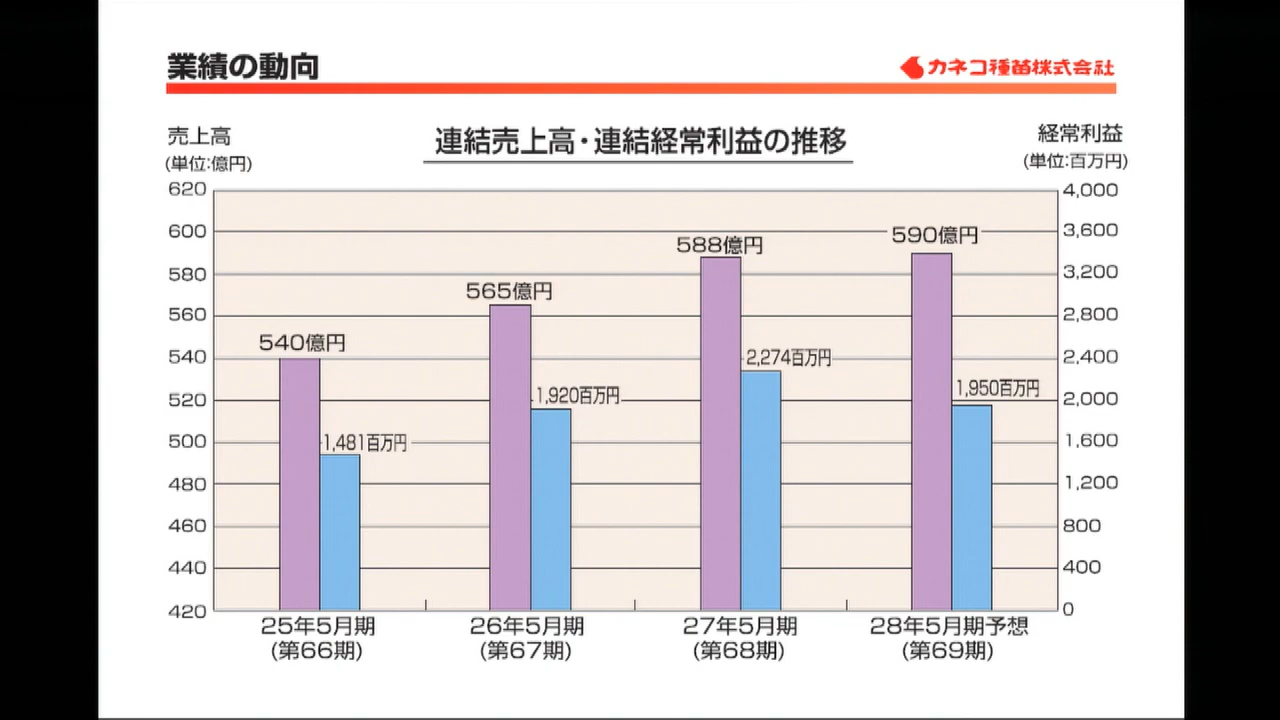 業績の動向
カネコ種苗株式会社
連結売上高・連結経常利益の推移
売上高
(単位:億円)
経常利益
(単位:百万円)
620
600
580
560
540
520
500
480
460
440
420
4,000
3,600
3,200
2,800
2,400
2,000
1,600
1,200
800
400
0
540億円
1,481百万円
565億円
1,920百万円
588億円
2,274百万円
590億円
1,950百万円
25年5月期
(第66期)
26年5月期
(第67期)
27年5月期
(第68期)
28年5月期予想
(第69期)